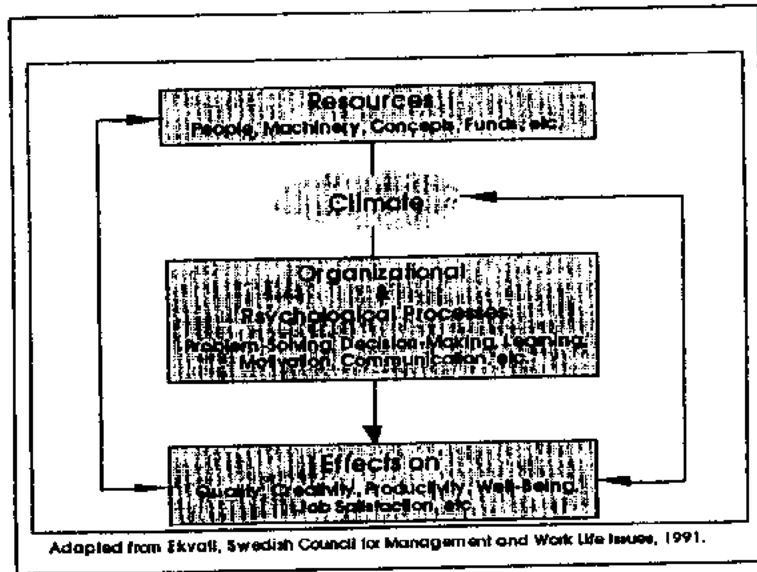 Resources
People, Machinery, Concepts, Funds, etc.
Climate
Organizational
&
Psychological Processes
Problem-Solving, Decision-Making, Learning,
Motivation, Communication, etc.
Effects on
Quality, Creativity, Productivity, Well-Being,
Job Satisfaction, etc.
Adapted from Ekvall, Swedish Council for Management and Work Life Issues, 1991.